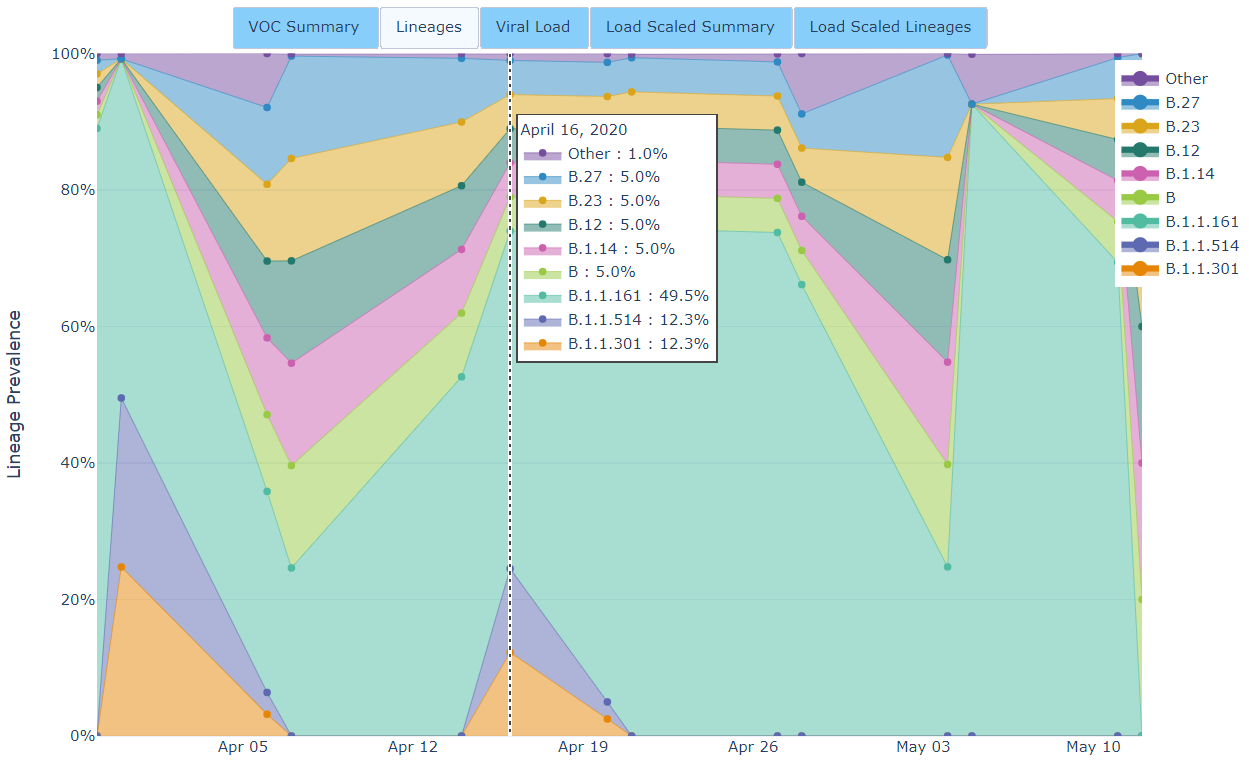 VOC Summary Lineages Viral Load Load Scaled Summary Load Scaled Lineages
100%
80%
60%
40%
20%
0%
Lineage Prevalence
April 16, 2020
Other : 1.0%
B.27 : 5.0%
B.23 : 5.0%
B.12 : 5.0%
B.1.14 : 5.0%
B : 5.0%
B.1.1.161 : 49.5%
B.1.1.514 : 12.3%
B.1.1.301 : 12.3%
Other
B.27
B.23
B.12
B.1.14
B
B.1.1.161
B.1.1.514
B.1.1.301
Apr 05 Apr 12 Apr 19 Apr 26 May 03 May 10